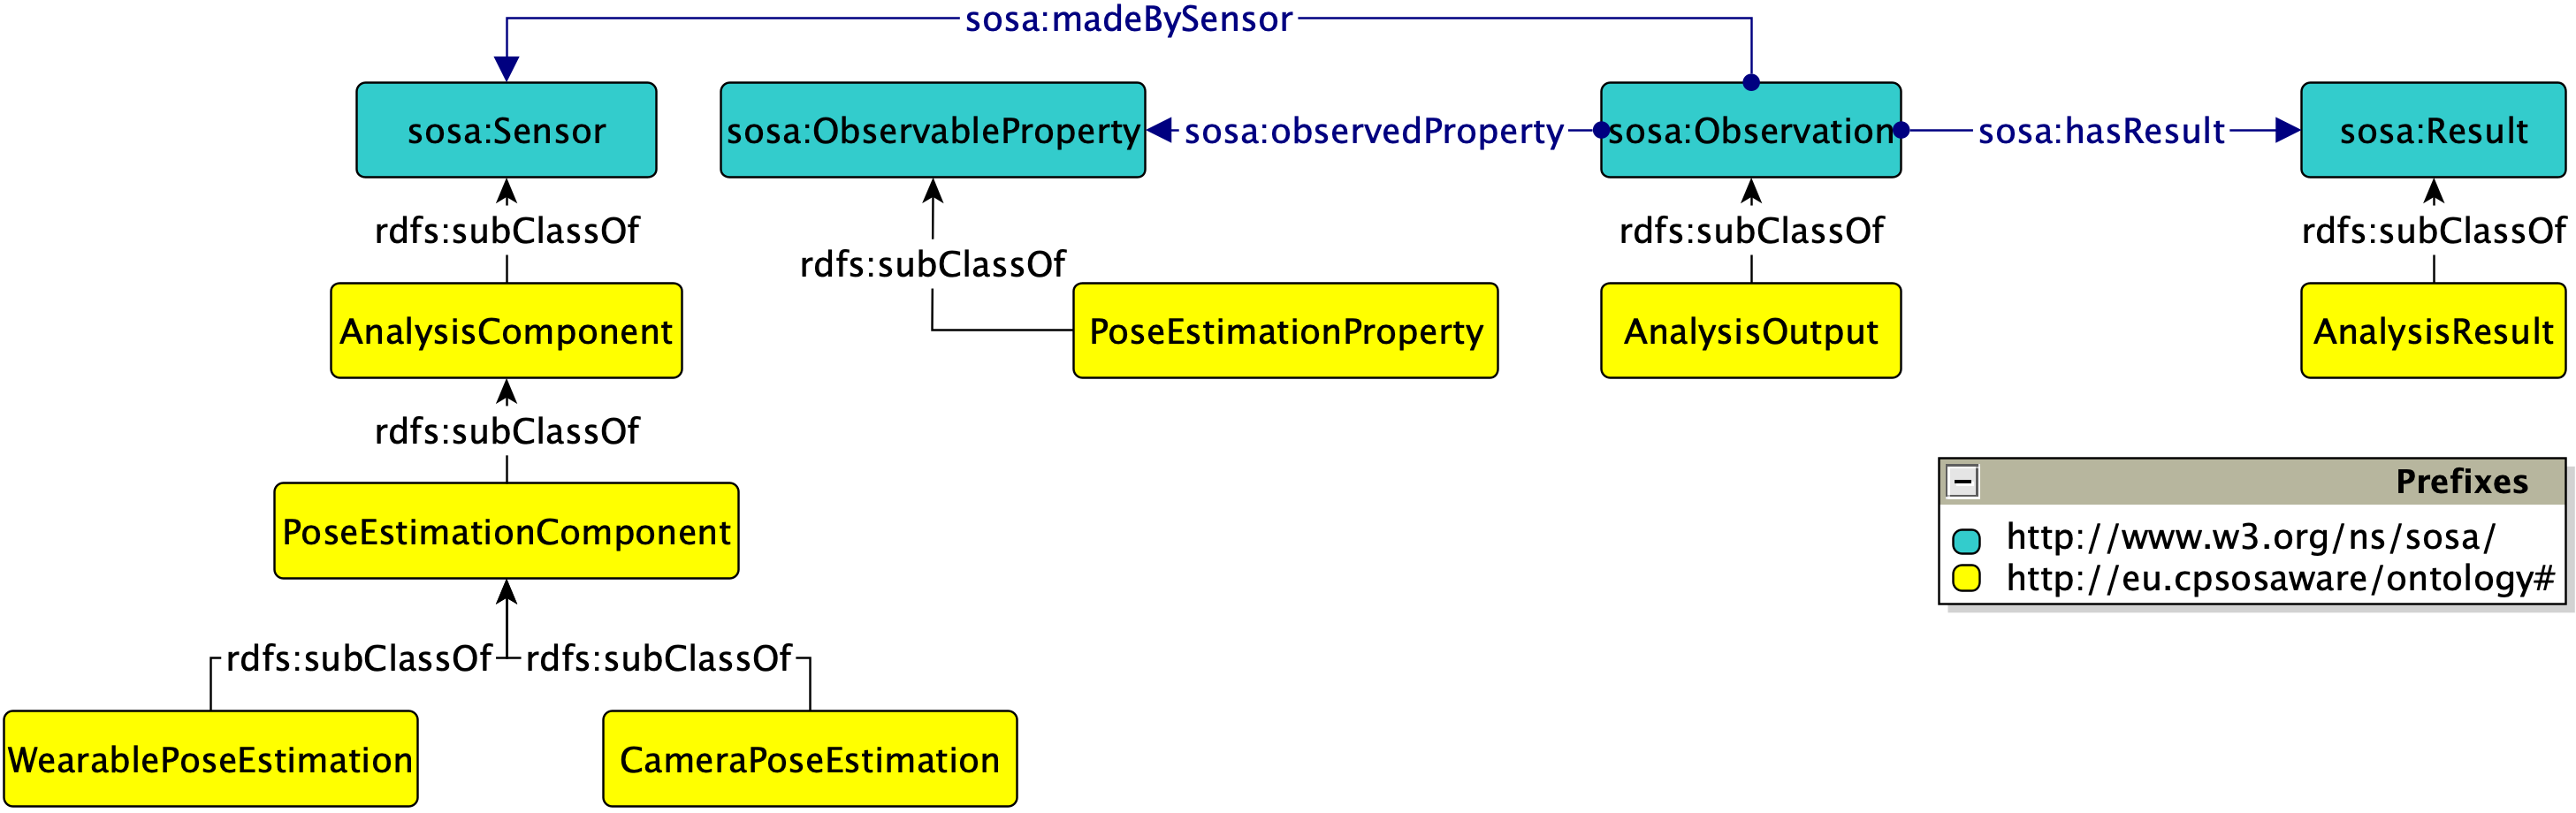 sosa:madeBySensor
sosa:Sensor
sosa:ObservableProperty
sosa:observedProperty
sosa:Observation
sosa:hasResult
sosa:Result
rdfs:subClassOf
rdfs:subClassOf
rdfs:subClassOf
rdfs:subClassOf
AnalysisComponent
PoseEstimationProperty
AnalysisOutput
AnalysisResult
rdfs:subClassOf
PoseEstimationComponent
Prefixes
http://www.w3.org/ns/sosa/
http://eu.cpsosaware/ontology#
rdfs:subClassOf
rdfs:subClassOf
WearablePoseEstimation
CameraPoseEstimation